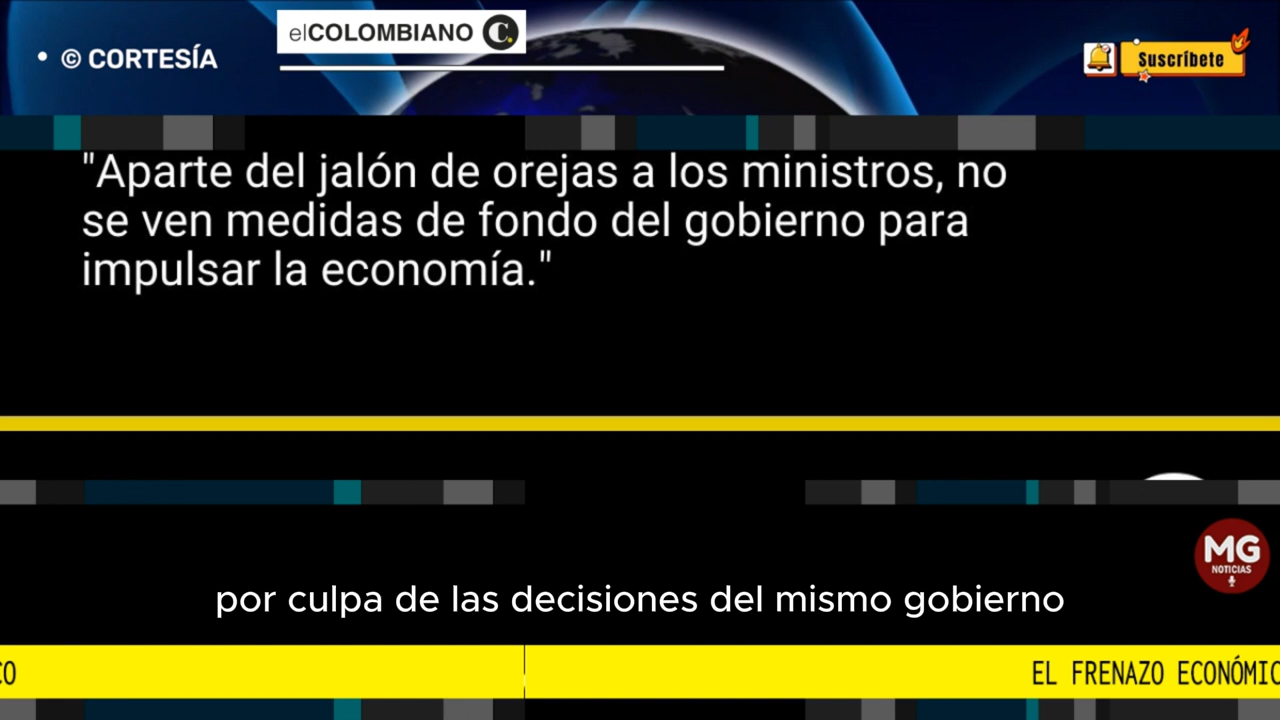 elCOLOMBIANO C.
• © CORTESÍA
Suscríbete
"Aparte del jalón de orejas a los ministros, no
se ven medidas de fondo del gobierno para
impulsar la economía."
MG
NOTICIAS
por culpa de las decisiones del mismo gobierno
CO
EL FRENAZO ECONÓMIC